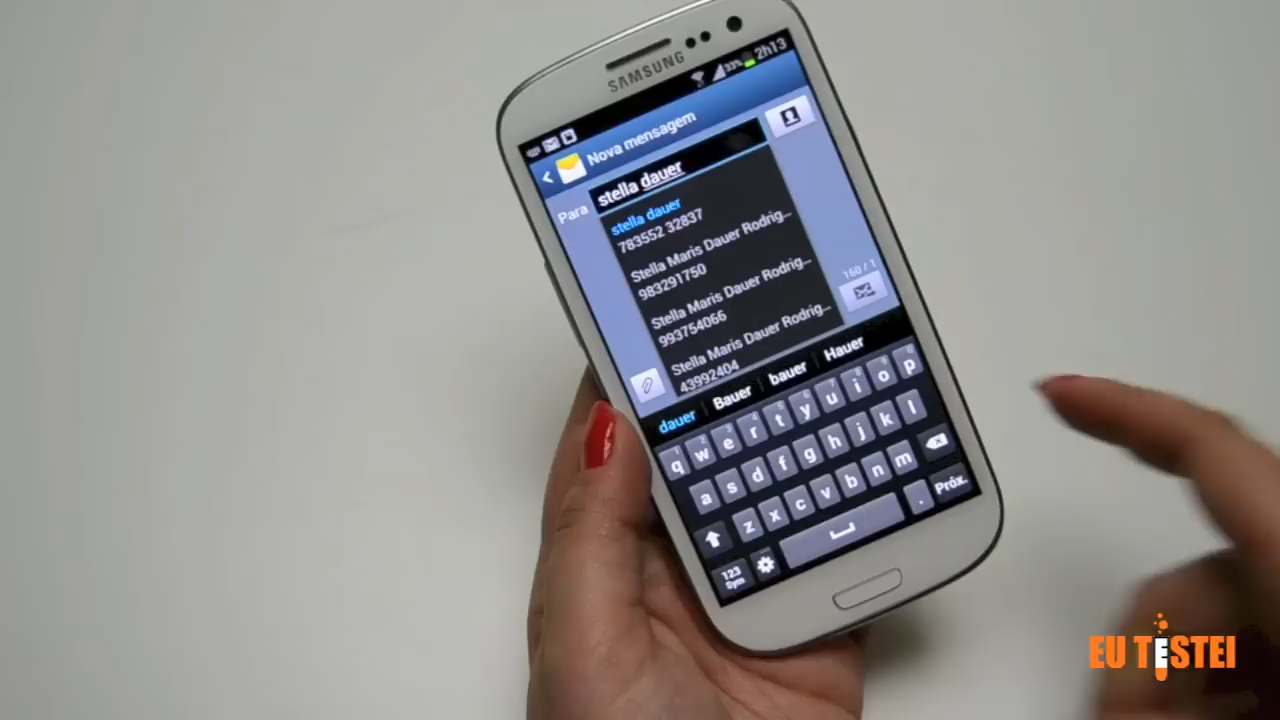 SAMSUNG
33% 2h13
Nova mensagem
Para stella dauer
stella dauer
783552 32837
Stella Maris Dauer Rodrig...
983291750
Stella Maris Dauer Rodrig...
993754066
Stella Maris Dauer Rodrig...
43992404
160 / 1
dauer Bauer bauer Hauer
q w e r t y u i o p
a s d f g h j k l
z x c v b n m
123 Sym . Próx.
EU TESTEI